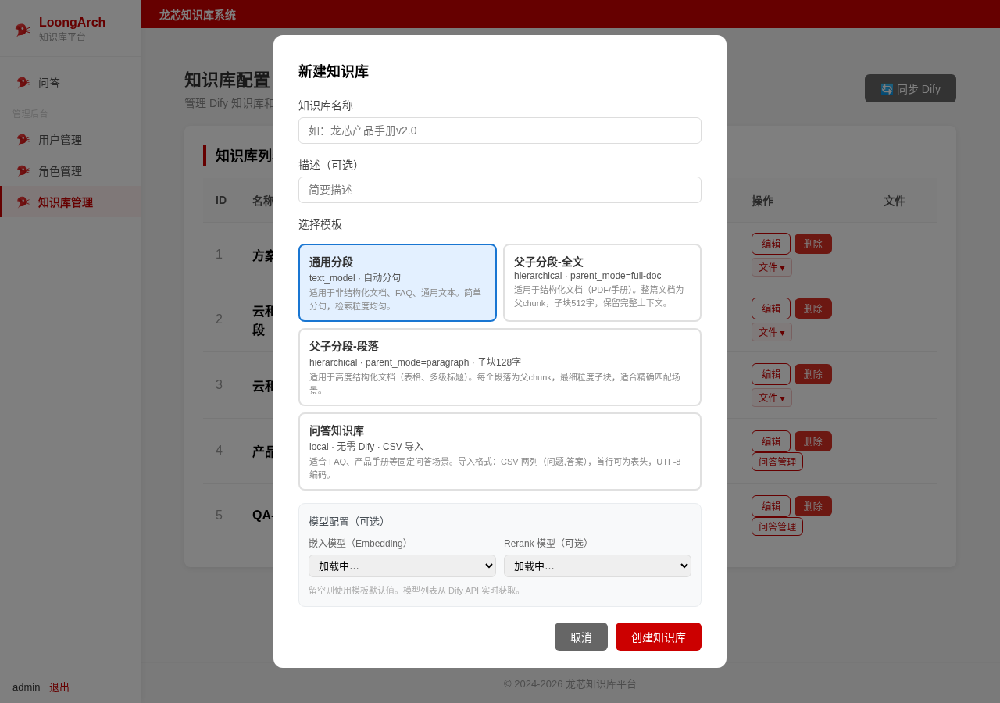 LoongArch
知识库平台
问答
管理后台
用户管理
角色管理
知识库管理
admin 退出
龙芯知识库系统
知识库配置
管理 Dify 知识库和
🔄 同步 Dify
知识库列
ID 名称 操作 文件
1 方案 编辑 删除
文件 ▾
2 云和
段 编辑 删除
文件 ▾
3 云和 编辑 删除
文件 ▾
4 产品 编辑 删除
问答管理
5 QA- 编辑 删除
问答管理
© 2024-2026 龙芯知识库平台
新建知识库
知识库名称
如：龙芯产品手册v2.0
描述（可选）
简要描述
选择模板
通用分段
text_model · 自动分句
适用于非结构化文档、FAQ、通用文本。简单
分句，检索粒度均匀。
父子分段-全文
hierarchical · parent_mode=full-doc
适用于结构化文档（PDF/手册）。整篇文档为
父chunk，子块512字，保留完整上下文。
父子分段-段落
hierarchical · parent_mode=paragraph · 子块128字
适用于高度结构化文档（表格、多级标题）。每个段落为父chunk，最细粒度子块，适合精确匹配场
景。
问答知识库
local · 无需 Dify · CSV 导入
适合 FAQ、产品手册等固定问答场景。导入格式：CSV 两列（问题,答案），首行可为表头，UTF-8
编码。
模型配置（可选）
嵌入模型（Embedding）
加载中…
Rerank 模型（可选）
加载中…
留空则使用模板默认值。模型列表从 Dify API 实时获取。
取消
创建知识库